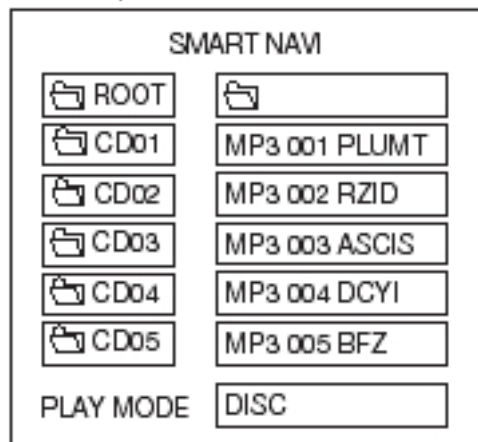 SMART NAVI
ROOT
CD01 MP3 001 PLUMT
CD02 MP3 002 RZID
CD03 MP3 003 ASCIS
CD04 MP3 004 DCYI
CD05 MP3 005 BFZ
PLAY MODE DISC